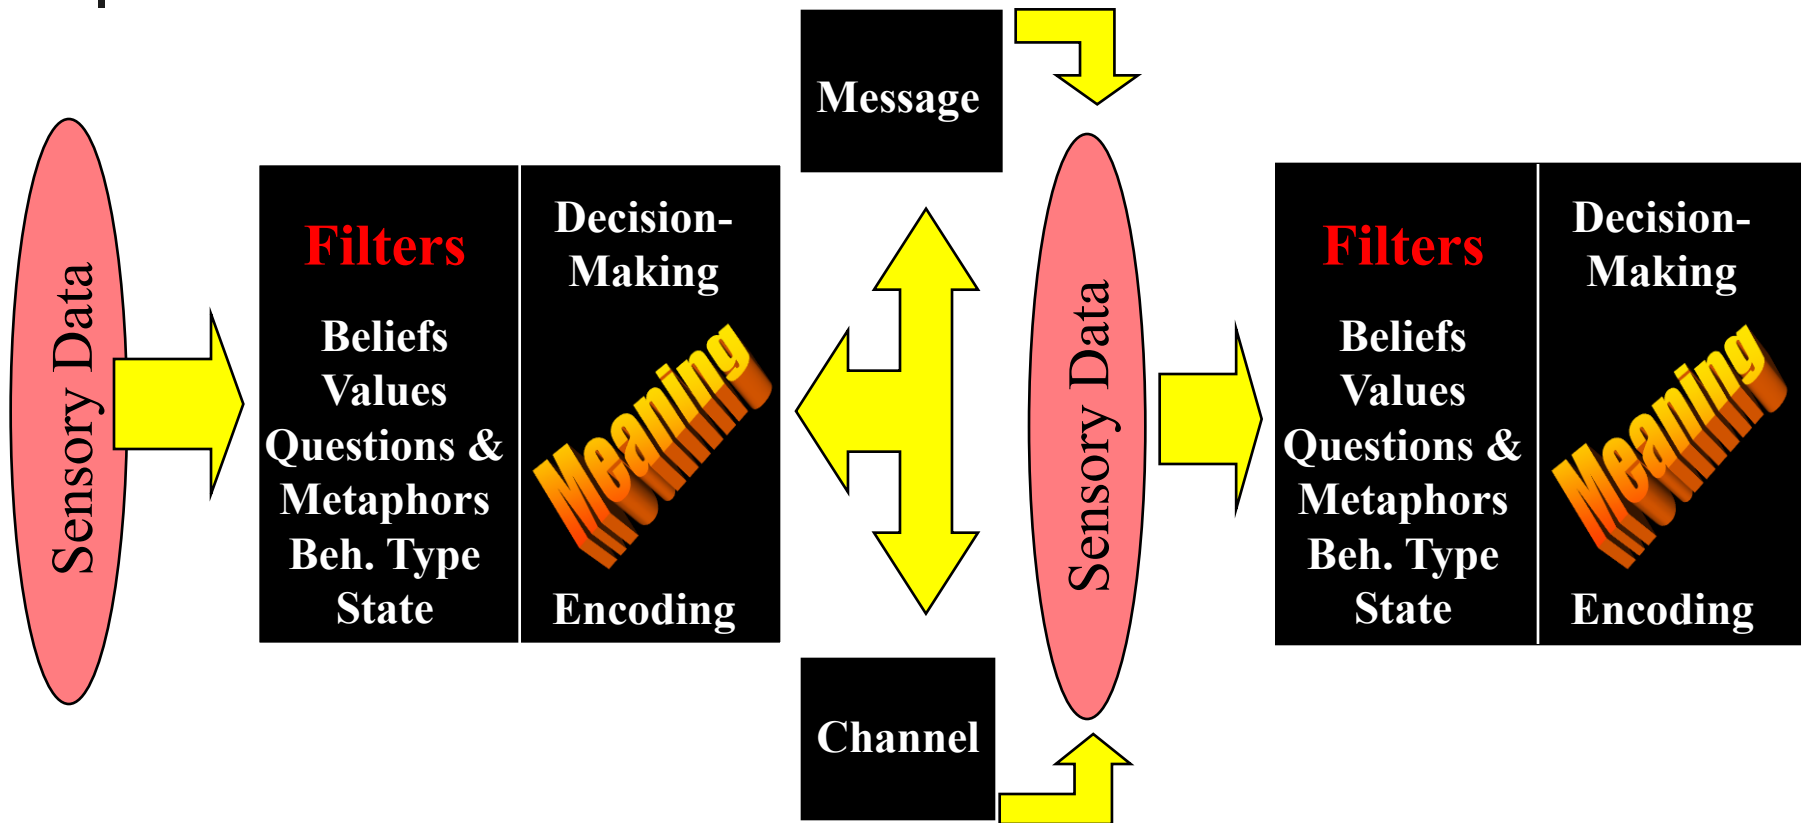 Sensory Data
Filters
Beliefs
Values
Questions &
Metaphors
Beh. Type
State
Decision-
Making
Meaning
Encoding
Message
Channel
Sensory Data
Filters
Beliefs
Values
Questions &
Metaphors
Beh. Type
State
Decision-
Making
Meaning
Encoding